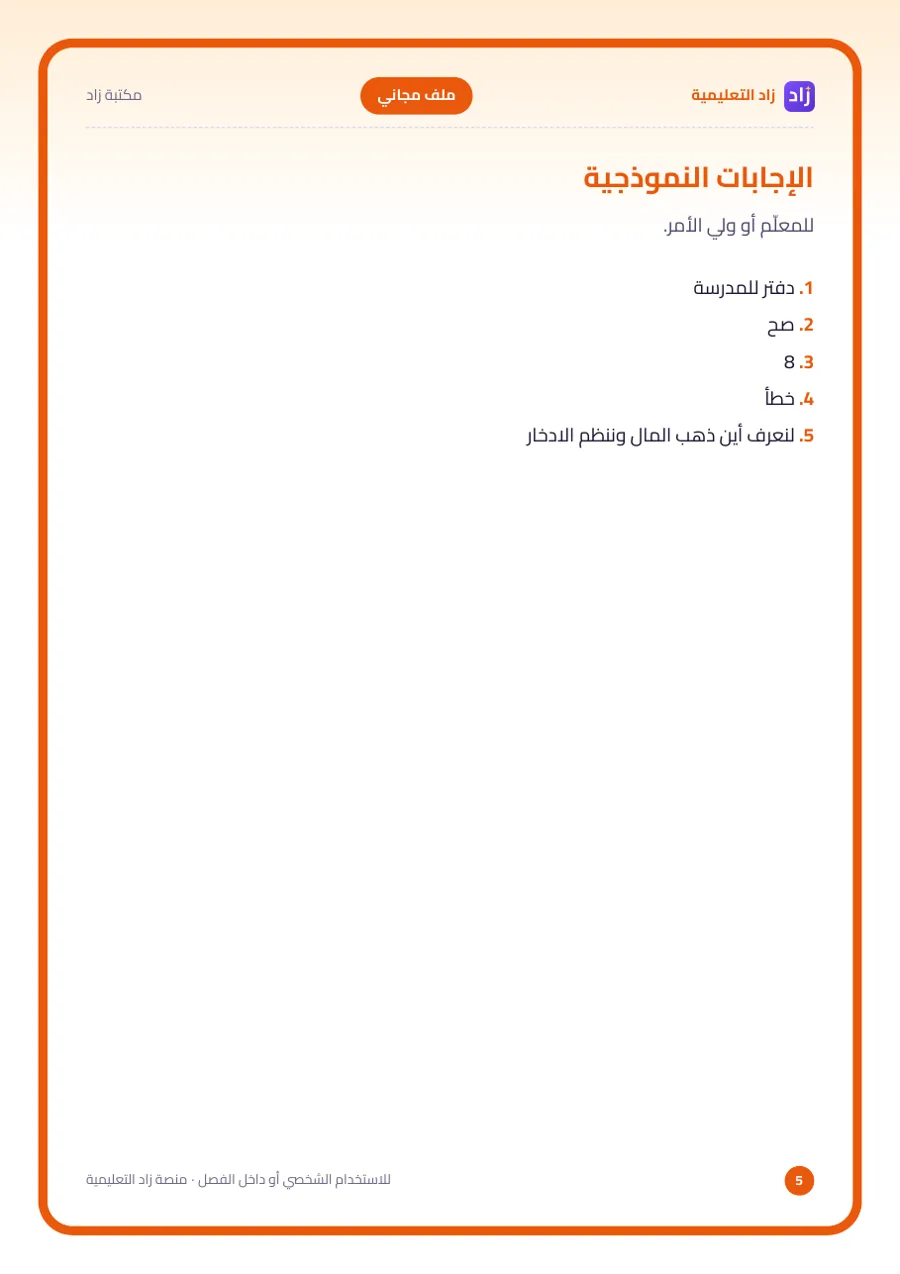 زاد زاد التعليمية
ملف مجاني
مكتبة زاد
الإجابات النموذجية
للمعلّم أو ولي الأمر.
1. دفتر للمدرسة
2. صح
3. 8
4. خطأ
5. لنعرف أين ذهب المال وننظم الادخار
5
للاستخدام الشخصي أو داخل الفصل · منصة زاد التعليمية